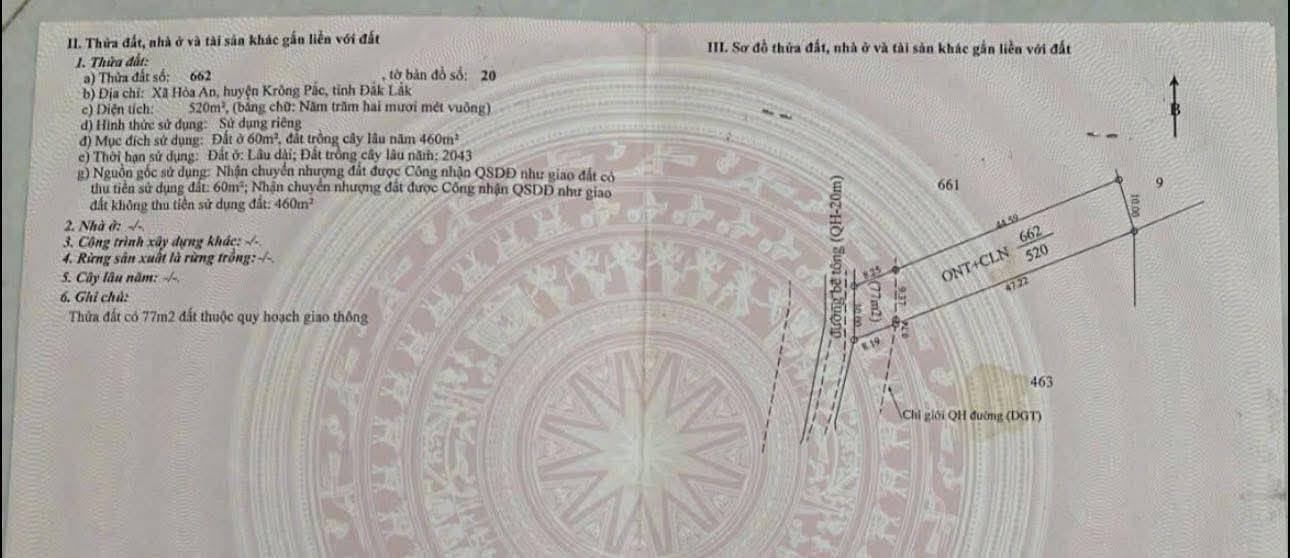 II. Thửa đất, nhà ở và tài sản khác gắn liền với đất
1. Thửa đất:
a) Thửa đất số: 662 , tờ bản đồ số: 20
b) Địa chỉ: Xã Hòa An, huyện Krông Pắc, tỉnh Đắk Lắk
c) Diện tích: 520m², (bằng chữ: Năm trăm hai mươi mét vuông)
d) Hình thức sử dụng: Sử dụng riêng
đ) Mục đích sử dụng: Đất ở 60m², đất trồng cây lâu năm 460m²
e) Thời hạn sử dụng: Đất ở: Lâu dài; Đất trồng cây lâu năm: 2043
g) Nguồn gốc sử dụng: Nhận chuyển nhượng đất được Công nhận QSDĐ như giao đất có
thu tiền sử dụng đất: 60m²; Nhận chuyển nhượng đất được Công nhận QSDĐ như giao
đất không thu tiền sử dụng đất: 460m²
2. Nhà ở: -/-.
3. Công trình xây dựng khác: -/-.
4. Rừng sản xuất là rừng trồng: -/-.
5. Cây lâu năm: -/-.
6. Ghi chú:
Thửa đất có 77m2 đất thuộc quy hoạch giao thông
III. Sơ đồ thửa đất, nhà ở và tài sản khác gắn liền với đất
B
661
9
44.59
10.00
ONT+CLN 662
520
47.22
đường bê tông (QH-20m)
8.25
(77m2)
9.37
10.00
8.19
463
Chỉ giới QH đường (DGT)